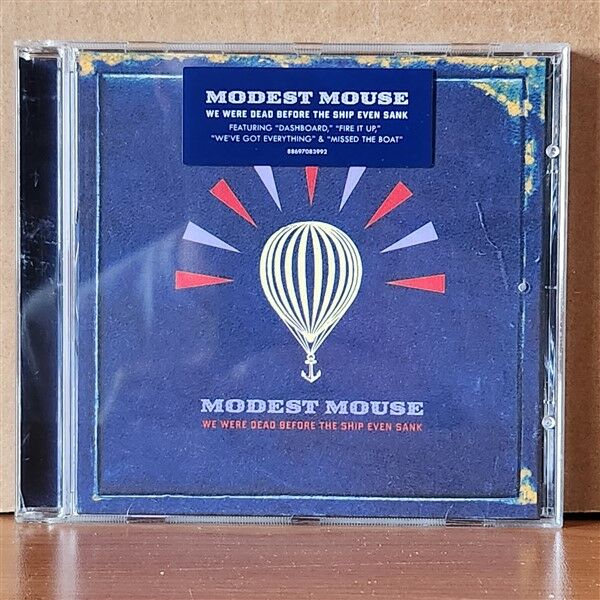 MODEST MOUSE
WE WERE DEAD BEFORE THE SHIP EVEN SANK
FEATURING "DASHBOARD," "FIRE IT UP,"
"WE'VE GOT EVERYTHING" & "MISSED THE BOAT"
88697083992
MODEST MOUSE
WE WERE DEAD BEFORE THE SHIP EVEN SANK